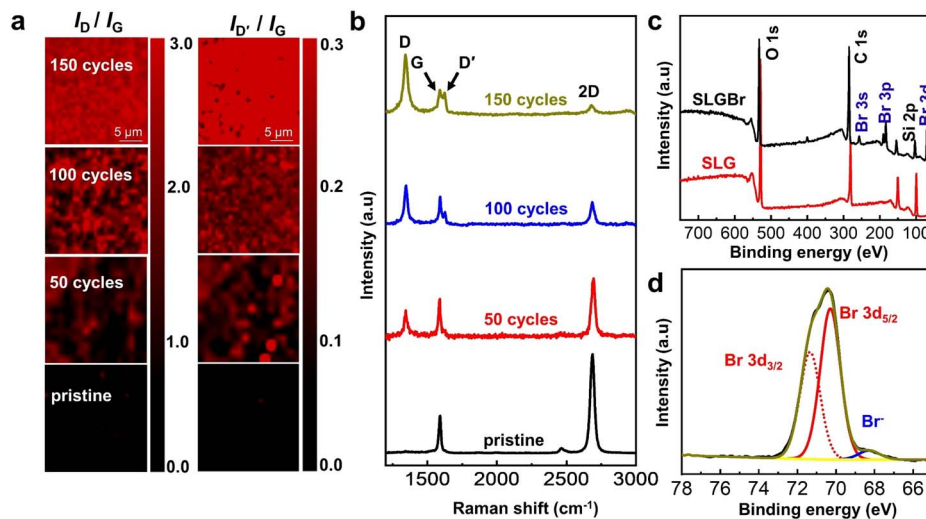 a
I_D / I_G
I_D′ / I_G
150 cycles
5 µm
5 µm
100 cycles
50 cycles
pristine
3.0
2.0
1.0
0.0
0.3
0.2
0.1
0.0
b
D
G
D′
2D
150 cycles
100 cycles
50 cycles
pristine
Intensity (a.u)
1500
2000
2500
3000
Raman shift (cm⁻¹)
c
O 1s
C 1s
Br 3s
Br 3p
Si 2p
SLGBr
SLG
Intensity (a.u)
700 600 500 400 300 200 100
Binding energy (eV)
d
Br 3d5/2
Br 3d3/2
Br⁻
Intensity (a.u)
78
76
74
72
70
68
66
Binding energy (eV)